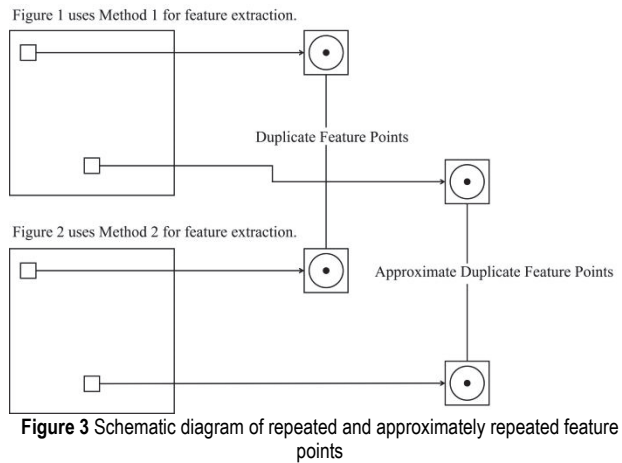 Figure 1 uses Method 1 for feature extraction.
Duplicate Feature Points
Figure 2 uses Method 2 for feature extraction.
Approximate Duplicate Feature Points
Figure 3 Schematic diagram of repeated and approximately repeated feature
points